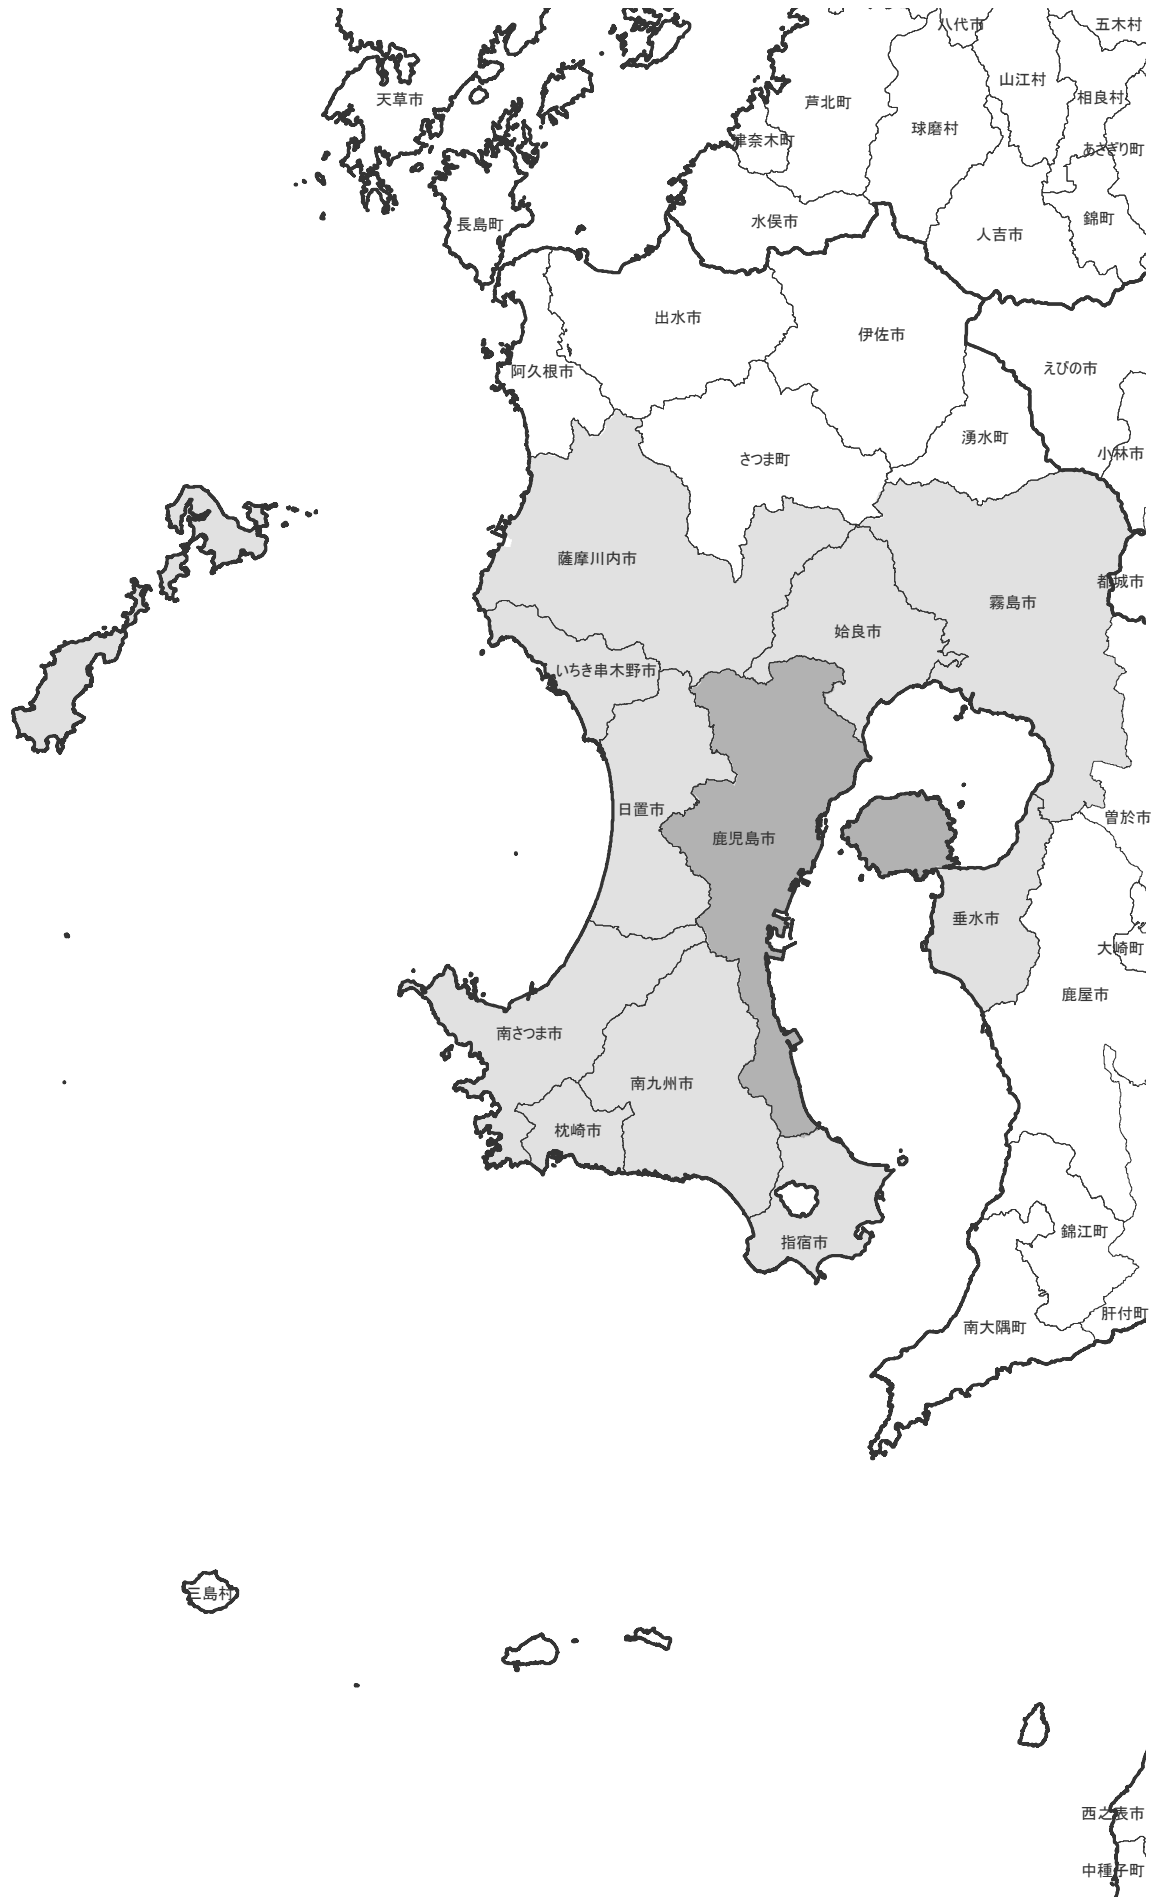 八代市
五木村
山江村
天草市
芦北町
相良村
球磨村
津奈木町
あさぎり町
長島町
水俣市
錦町
人吉市
出水市
伊佐市
えびの市
阿久根市
湧水町
小林市
さつま町
薩摩川内市
都城市
霧島市
姶良市
いちき串木野市
日置市
曽於市
鹿児島市
垂水市
大崎町
鹿屋市
南さつま市
南九州市
枕崎市
錦江町
指宿市
肝付町
南大隅町
三島村
西之表市
中種子町